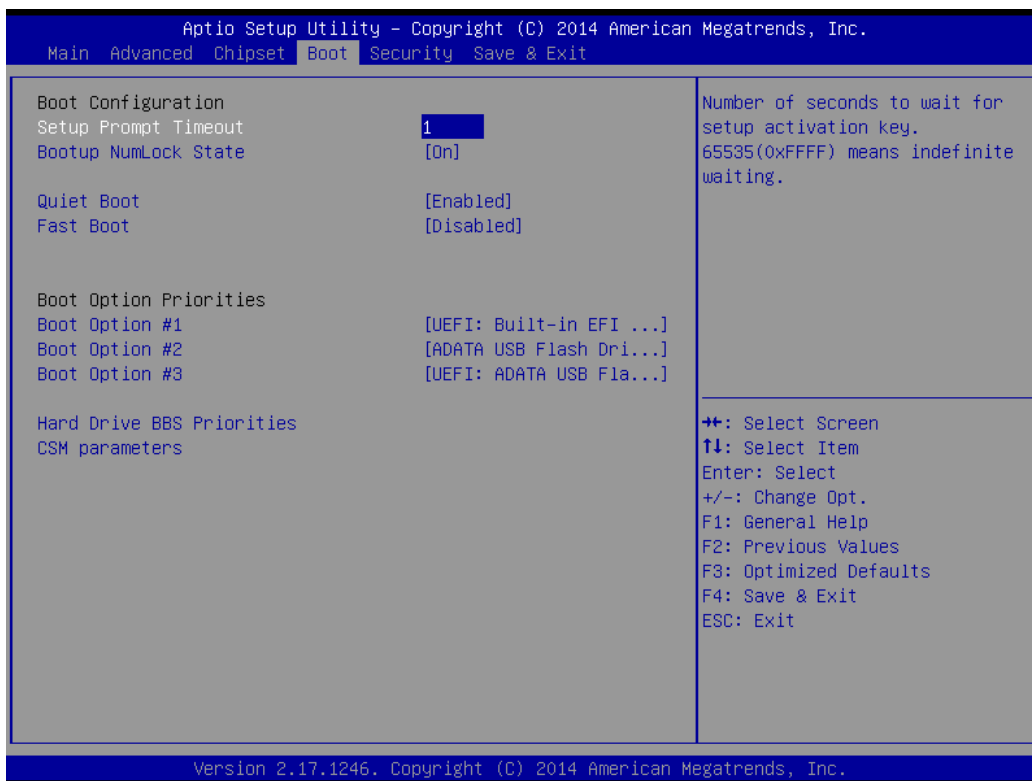 Aptio Setup Utility – Copyright (C) 2014 American Megatrends, Inc.
Main Advanced Chipset Boot Security Save & Exit
Boot Configuration
Setup Prompt Timeout 1
Bootup NumLock State [On]
Quiet Boot [Enabled]
Fast Boot [Disabled]
Boot Option Priorities
Boot Option #1 [UEFI: Built-in EFI ...]
Boot Option #2 [ADATA USB Flash Dri...]
Boot Option #3 [UEFI: ADATA USB Fla...]
Hard Drive BBS Priorities
CSM parameters
Number of seconds to wait for
setup activation key.
65535(0xFFFF) means indefinite
waiting.
→←: Select Screen
↑↓: Select Item
Enter: Select
+/-: Change Opt.
F1: General Help
F2: Previous Values
F3: Optimized Defaults
F4: Save & Exit
ESC: Exit
Version 2.17.1246. Copyright (C) 2014 American Megatrends, Inc.